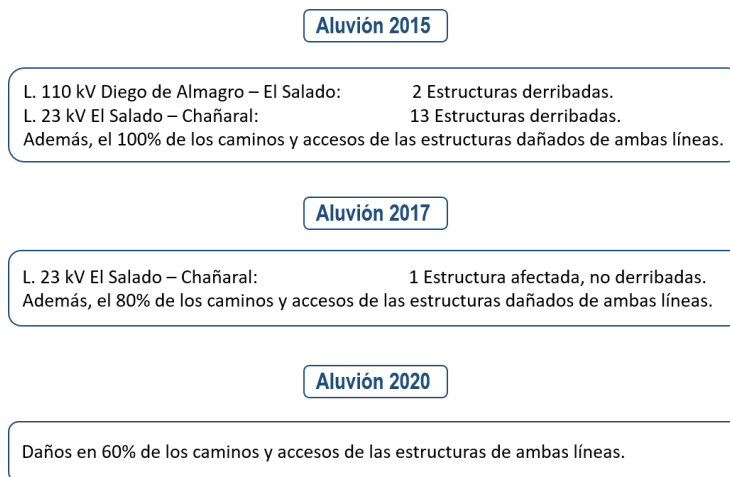 Aluvión 2015
L. 110 kV Diego de Almagro – El Salado: 2 Estructuras derribadas.
L. 23 kV El Salado – Chañaral: 13 Estructuras derribadas.
Además, el 100% de los caminos y accesos de las estructuras dañados de ambas líneas.
Aluvión 2017
L. 23 kV El Salado – Chañaral: 1 Estructura afectada, no derribadas.
Además, el 80% de los caminos y accesos de las estructuras dañados de ambas líneas.
Aluvión 2020
Daños en 60% de los caminos y accesos de las estructuras de ambas líneas.